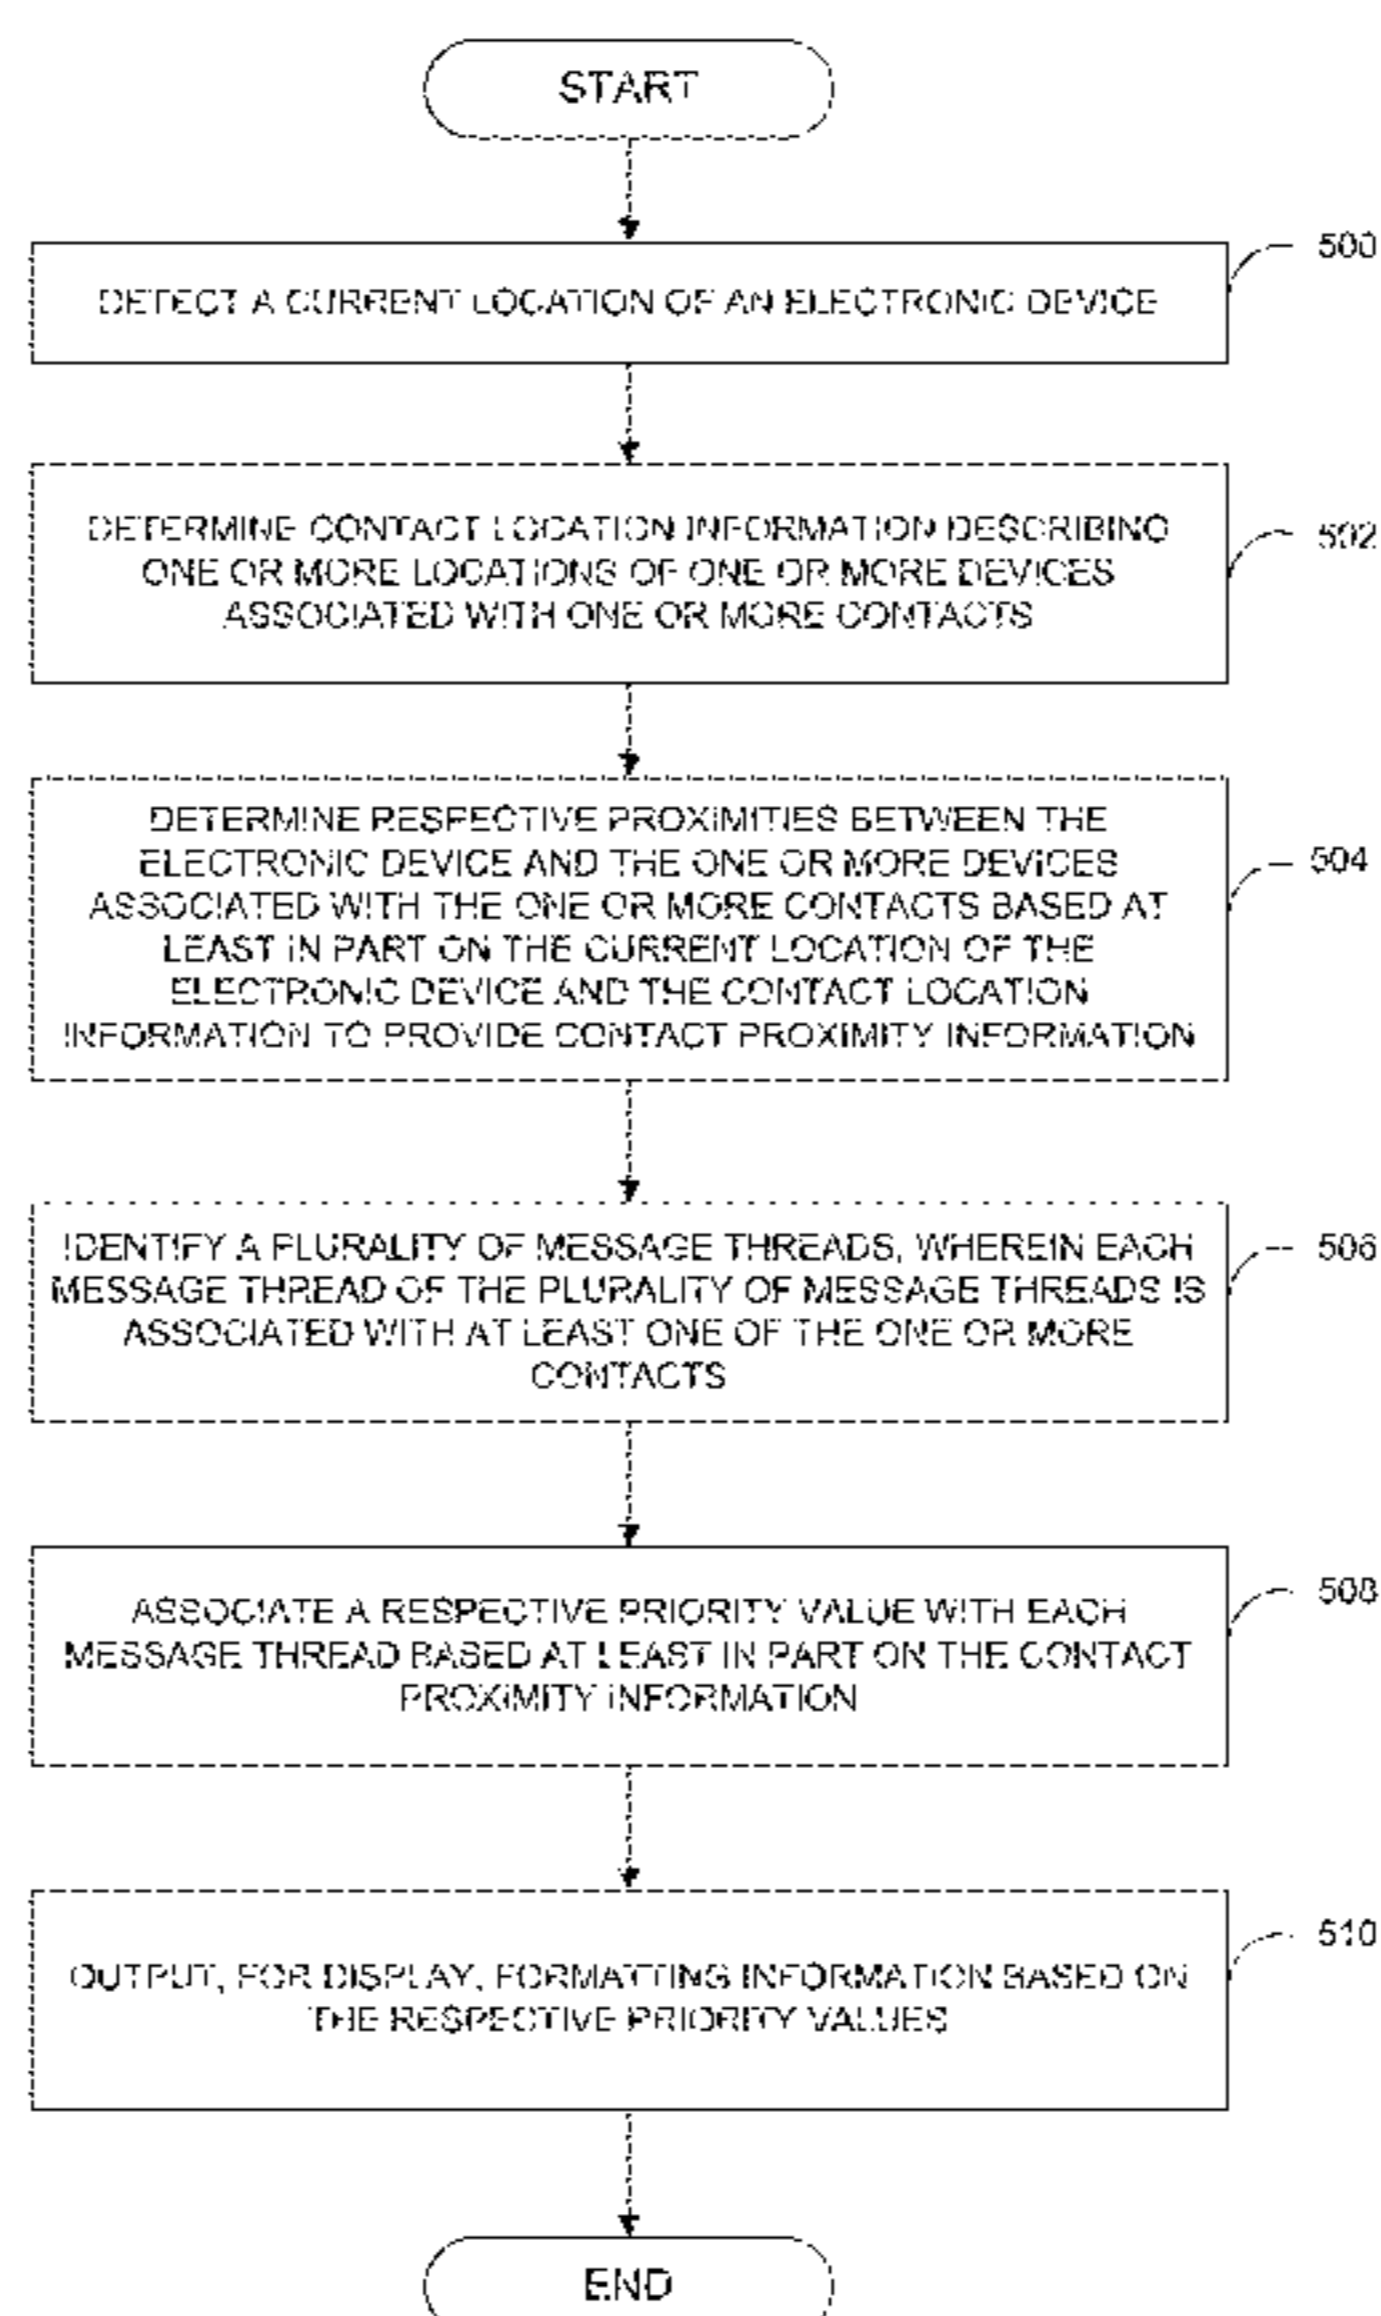 START
500
DETECT A CURRENT LOCATION OF AN ELECTRONIC DEVICE
502
DETERMINE CONTACT LOCATION INFORMATION DESCRIBING
ONE OR MORE LOCATIONS OF ONE OR MORE DEVICES
ASSOCIATED WITH ONE OR MORE CONTACTS
504
DETERMINE RESPECTIVE PROXIMITIES BETWEEN THE
ELECTRONIC DEVICE AND THE ONE OR MORE DEVICES
ASSOCIATED WITH THE ONE OR MORE CONTACTS BASED AT
LEAST IN PART ON THE CURRENT LOCATION OF THE
ELECTRONIC DEVICE AND THE CONTACT LOCATION
INFORMATION TO PROVIDE CONTACT PROXIMITY INFORMATION
506
IDENTIFY A PLURALITY OF MESSAGE THREADS, WHEREIN EACH
MESSAGE THREAD OF THE PLURALITY OF MESSAGE THREADS IS
ASSOCIATED WITH AT LEAST ONE OF THE ONE OR MORE
CONTACTS
508
ASSOCIATE A RESPECTIVE PRIORITY VALUE WITH EACH
MESSAGE THREAD BASED AT LEAST IN PART ON THE CONTACT
PROXIMITY INFORMATION
510
OUTPUT, FOR DISPLAY, FORMATTING INFORMATION BASED ON
THE RESPECTIVE PRIORITY VALUES
END